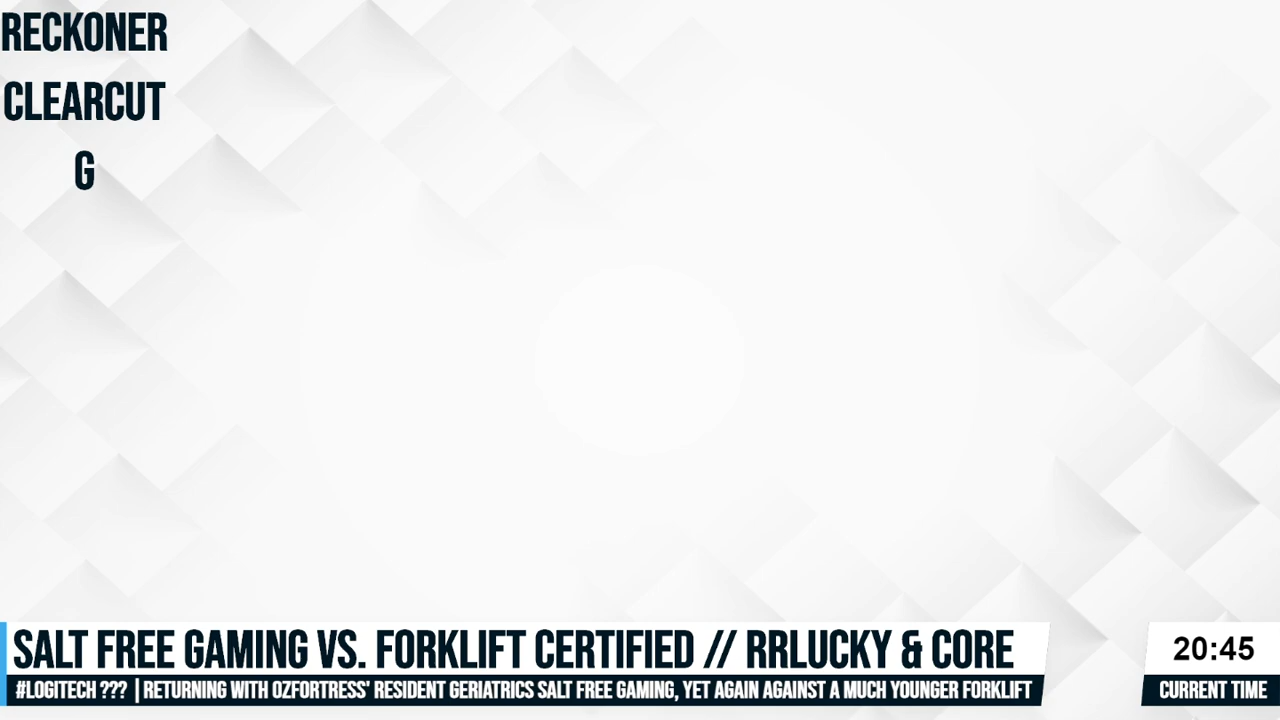 RECKONER
CLEARCUT
G
SALT FREE GAMING VS. FORKLIFT CERTIFIED // RRLUCKY & CORE
20:45
#LOGITECH ??? | RETURNING WITH OZFORTRESS' RESIDENT GERIATRICS SALT FREE GAMING, YET AGAIN AGAINST A MUCH YOUNGER FORKLIFT
CURRENT TIME